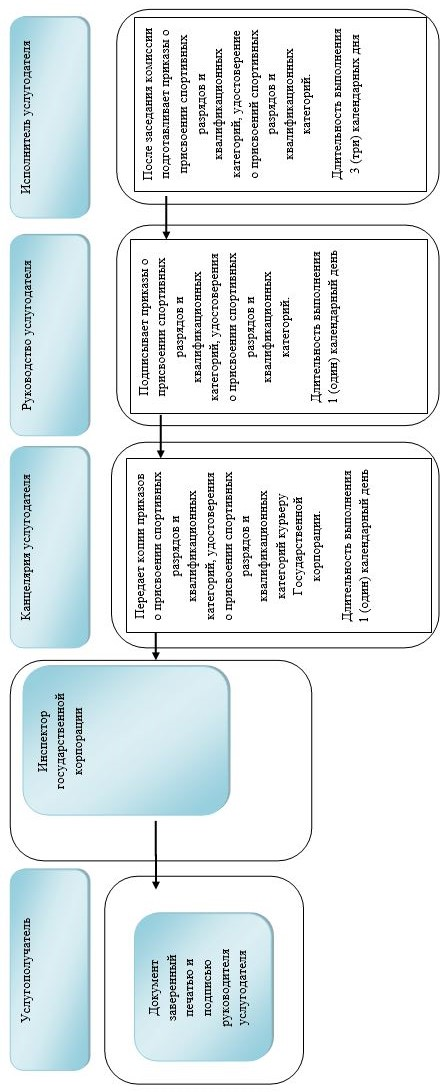 Исполнитель услугодателя
После заседания комиссии
подготавливает приказы о
присвоении спортивных
разрядов и
квалификационных
категорий, удостоверение
о присвоений спортивных
разрядов и
квалификационных
категорий.
Длительность выполнения
3 (три) календарных дня
Руководство услугодателя
Подписывает приказы о
присвоении спортивных
разрядов и
квалификационных
категорий, удостоверения
о присвоении спортивных
разрядов и
квалификационных
категорий.
Длительность выполнения
1 (один) календарный день
Канцелярия услугодателя
Передает копии приказов
о присвоении спортивных
разрядов и
квалификационных
категорий, удостоверения
о присвоении спортивных
разрядов и
квалификационных
категорий курьеру
Государственной
корпорации.
Длительность выполнения
1 (один) календарный день
Инспектор
государственной
корпорации
Услугополучатель
Документ
заверенный
печатью и
подписью
руководителя
услугодателя